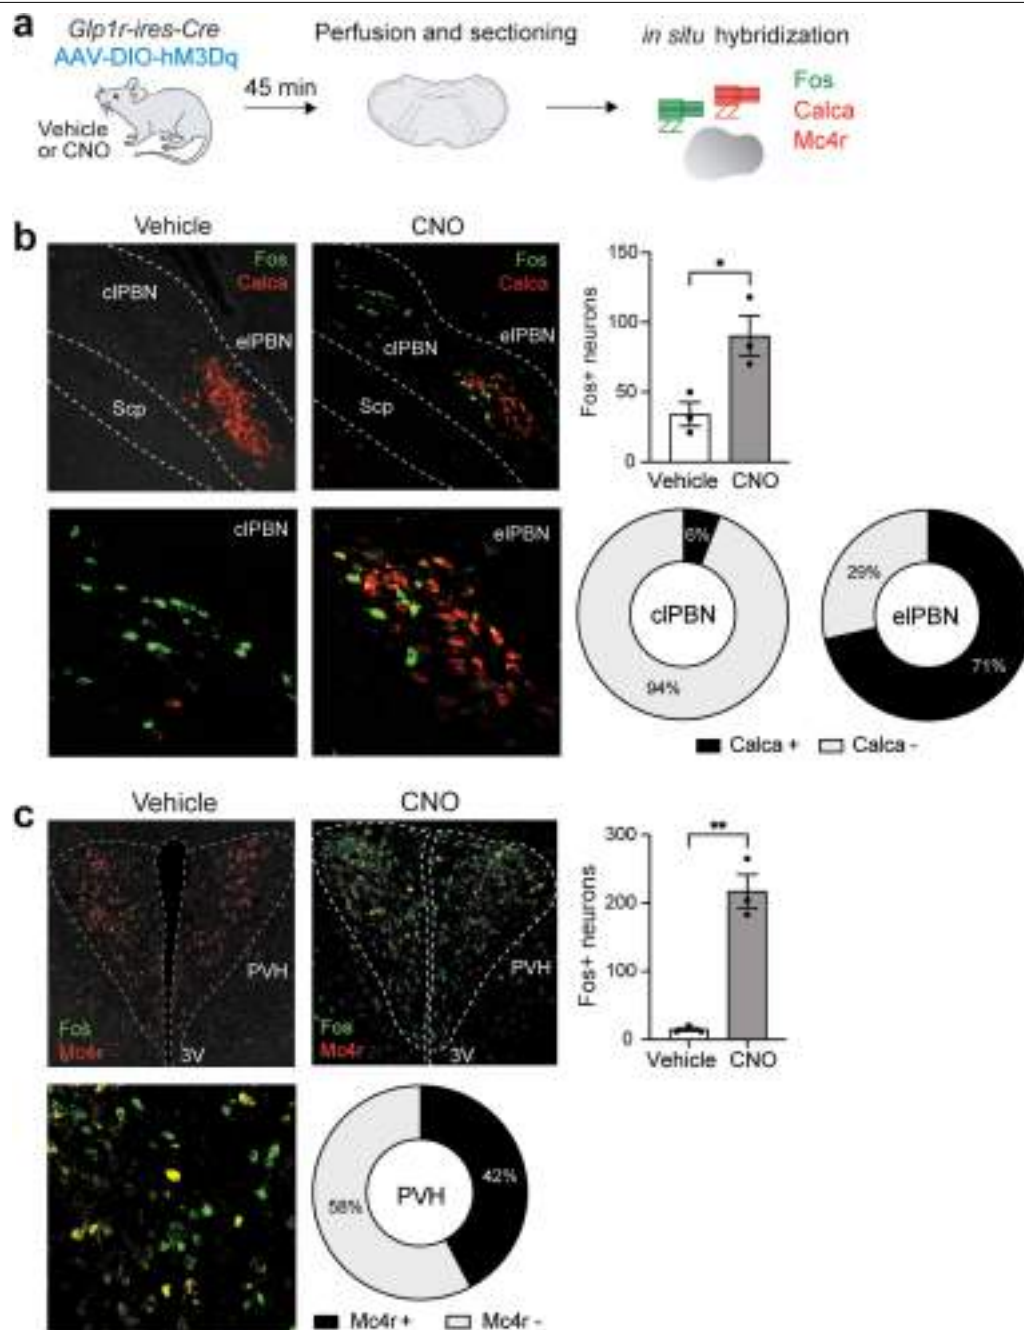 a
Glp1r-ires-Cre
AAV-DIO-hM3Dq
Vehicle
or CNO
45 min
Perfusion and sectioning
in situ hybridization
Fos
Calca
Mc4r
b
Vehicle
CNO
Fos
Calca
clPBN
elPBN
Scp
Fos
Calca
clPBN
elPBN
Scp
Fos+ neurons
150
100
50
0
*
Vehicle
CNO
clPBN
elPBN
6%
clPBN
94%
29%
elPBN
71%
Calca +
Calca -
c
Vehicle
CNO
PVH
Fos
Mc4r
3V
PVH
Fos
Mc4r
3V
Fos+ neurons
300
200
100
0
**
Vehicle
CNO
42%
PVH
58%
Mc4r +
Mc4r -